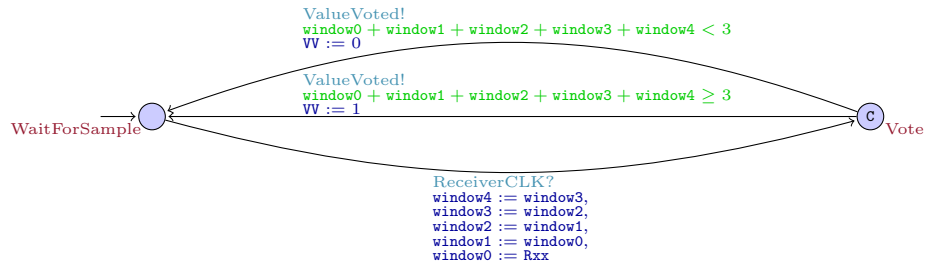 ValueVoted!
window0 + window1 + window2 + window3 + window4 < 3
VV := 0
ValueVoted!
window0 + window1 + window2 + window3 + window4 ≥ 3
VV := 1
C
WaitForSample
Vote
ReceiverCLK?
window4 := window3,
window3 := window2,
window2 := window1,
window1 := window0,
window0 := Rxx